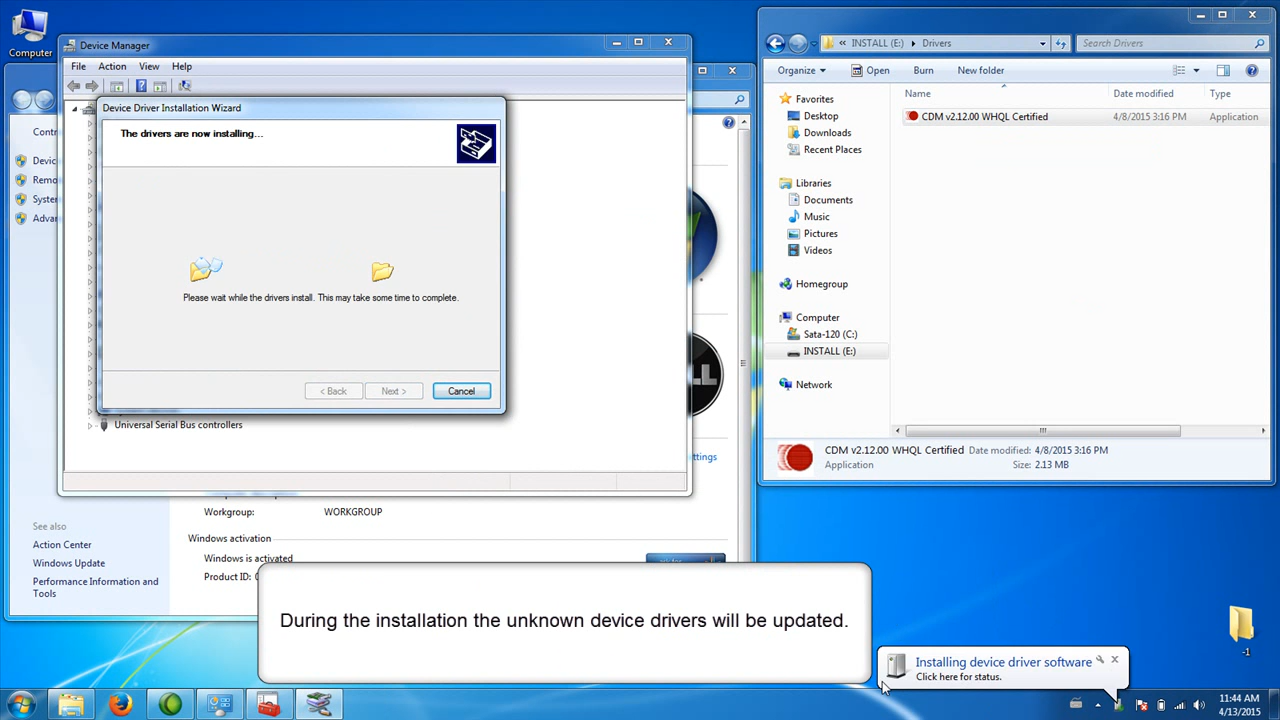 Computer
Device Manager
File Action View Help
Device Driver Installation Wizard
The drivers are now installing...
Please wait while the drivers install. This may take some time to complete.
< Back
Next >
Cancel
Universal Serial Bus controllers
Contr
Devic
Remo
Syster
Advar
ettings
See also
Action Center
Windows Update
Performance Information and
Tools
Workgroup: WORKGROUP
Windows activation
Windows is activated
Product ID: 0
INSTALL (E:) Drivers
Search Drivers
Organize Open Burn New folder
Name Date modified Type
CDM v2.12.00 WHQL Certified 4/8/2015 3:16 PM Application
Favorites
Desktop
Downloads
Recent Places
Libraries
Documents
Music
Pictures
Videos
Homegroup
Computer
Sata-120 (C:)
INSTALL (E:)
Network
CDM v2.12.00 WHQL Certified Date modified: 4/8/2015 3:16 PM
Application Size: 2.13 MB
During the installation the unknown device drivers will be updated.
-1
Installing device driver software
Click here for status.
11:44 AM
4/13/2015